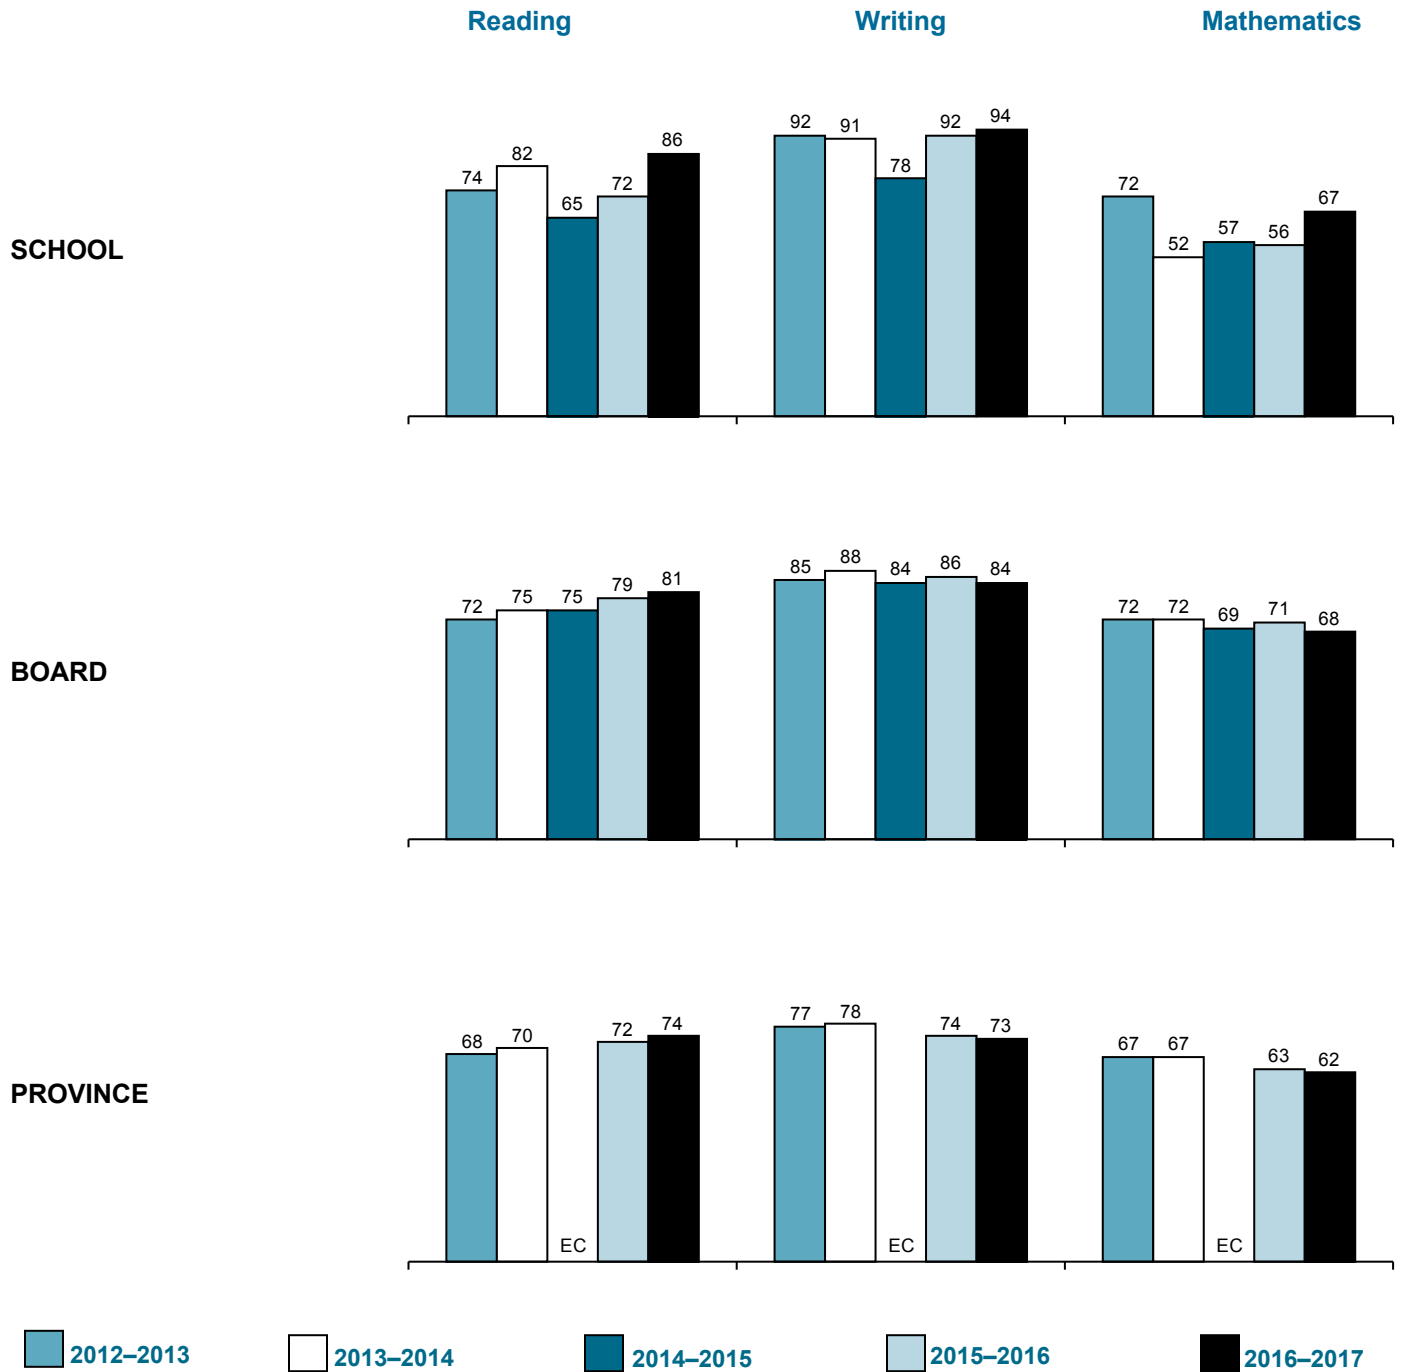 Reading Writing Mathematics
SCHOOL
74 82 65 72 86 92 91 78 92 94 72 52 57 56 67
BOARD
72 75 75 79 81 85 88 84 86 84 72 72 69 71 68
PROVINCE
68 70 EC 72 74 77 78 EC 74 73 67 67 EC 63 62
2012–2013 2013–2014 2014–2015 2015–2016 2016–2017